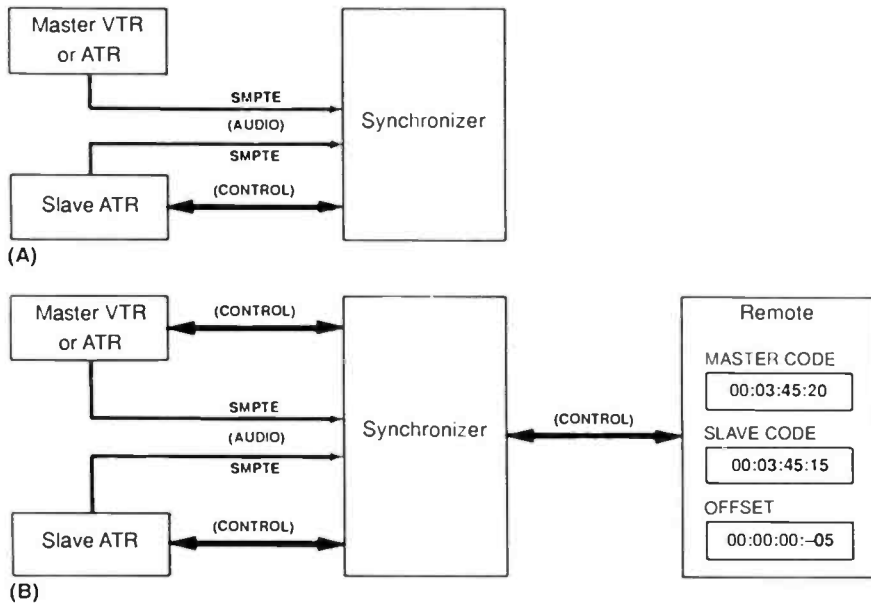 Master VTR
or ATR
SMPTE
(AUDIO)
SMPTE
Synchronizer
Slave ATR
(CONTROL)
(A)
Master VTR
or ATR
(CONTROL)
SMPTE
(AUDIO)
SMPTE
Synchronizer
(CONTROL)
Slave ATR
(CONTROL)
(B)
Remote
MASTER CODE
00:03:45:20
SLAVE CODE
00:03:45:15
OFFSET
00:00:00:–05